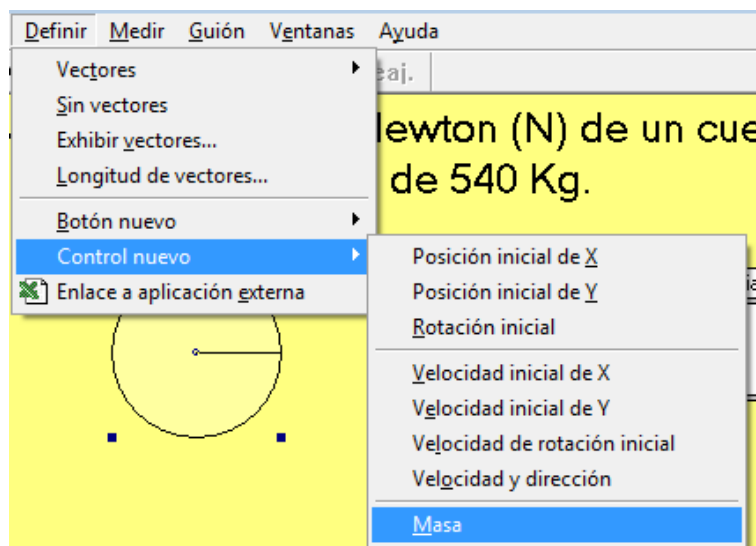 Definir Medir Guión Ventanas Ayuda
Vectores
Sin vectores
Exhibir vectores...
Longitud de vectores...
Botón nuevo
Control nuevo
Enlace a aplicación externa
(N) de un
de 540 Kg.
Posición inicial de X
Posición inicial de Y
Rotación inicial
Velocidad inicial de X
Velocidad inicial de Y
Velocidad de rotación inicial
Velocidad y dirección
Masa